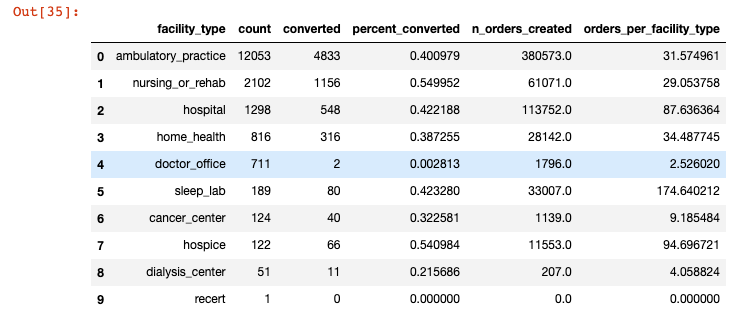 Out[35]:
facility_type count converted percent_converted n_orders_created orders_per_facility_type
0 ambulatory_practice 12053 4833 0.400979 380573.0 31.574961
1 nursing_or_rehab 2102 1156 0.549952 61071.0 29.053758
2 hospital 1298 548 0.422188 113752.0 87.636364
3 home_health 816 316 0.387255 28142.0 34.487745
4 doctor_office 711 2 0.002813 1796.0 2.526020
5 sleep_lab 189 80 0.423280 33007.0 174.640212
6 cancer_center 124 40 0.322581 1139.0 9.185484
7 hospice 122 66 0.540984 11553.0 94.696721
8 dialysis_center 51 11 0.215686 207.0 4.058824
9 recert 1 0 0.000000 0.0 0.000000